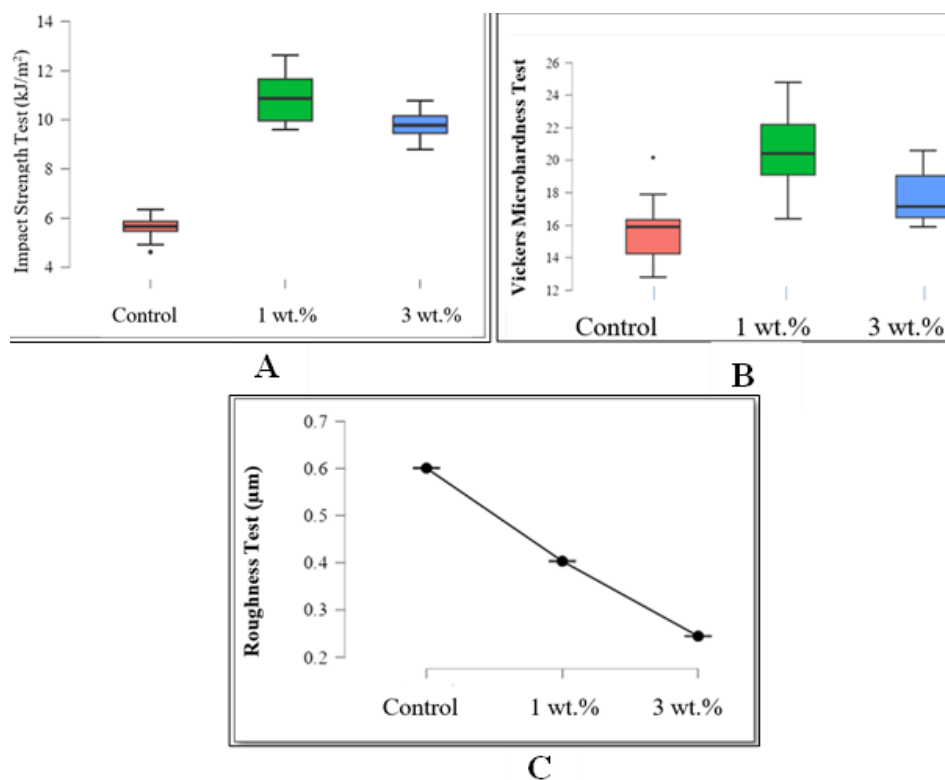 Impact Strength Test (kJ/m²)
14
12
10
8
6
4
Control 1 wt.% 3 wt.%
A
Vickers Microhardness Test
26
24
22
20
18
16
14
12
Control 1 wt.% 3 wt.%
B
Roughness Test (µm)
0.7
0.6
0.5
0.4
0.3
0.2
Control 1 wt.% 3 wt.%
C